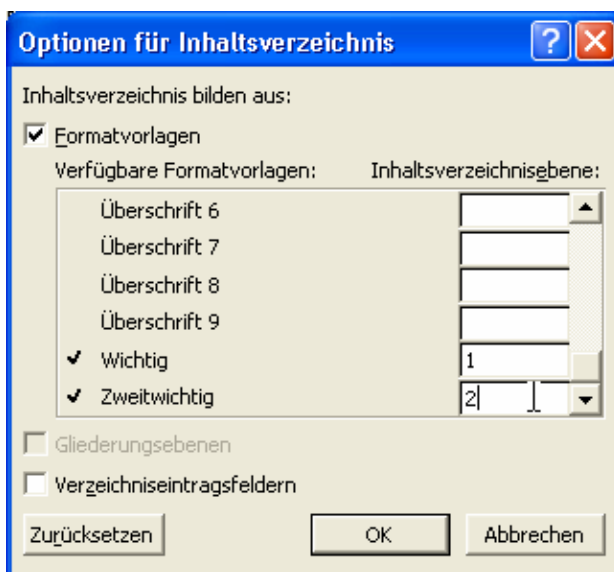 Optionen für Inhaltsverzeichnis
Inhaltsverzeichnis bilden aus:
Formatvorlagen
Verfügbare Formatvorlagen: Inhaltsverzeichnisebene:
Überschrift 6
Überschrift 7
Überschrift 8
Überschrift 9
Wichtig 1
Zweitwichtig 2
Gliederungsebenen
Verzeichniseintragsfeldern
Zurücksetzen OK Abbrechen